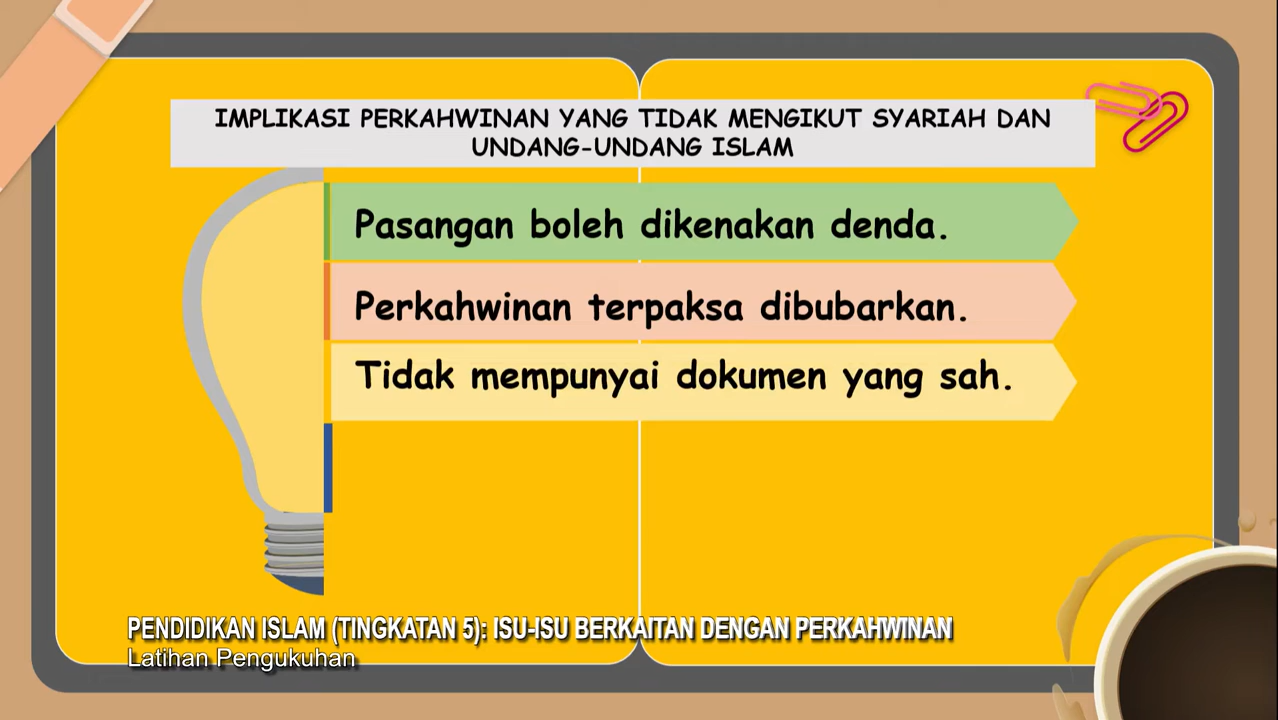 IMPLIKASI PERKAHWINAN YANG TIDAK MENGIKUT SYARIAH DAN
UNDANG-UNDANG ISLAM
Pasangan boleh dikenakan denda.
Perkahwinan terpaksa dibubarkan.
Tidak mempunyai dokumen yang sah.
PENDIDIKAN ISLAM (TINGKATAN 5): ISU-ISU BERKAITAN DENGAN PERKAHWINAN
Latihan Pengukuhan